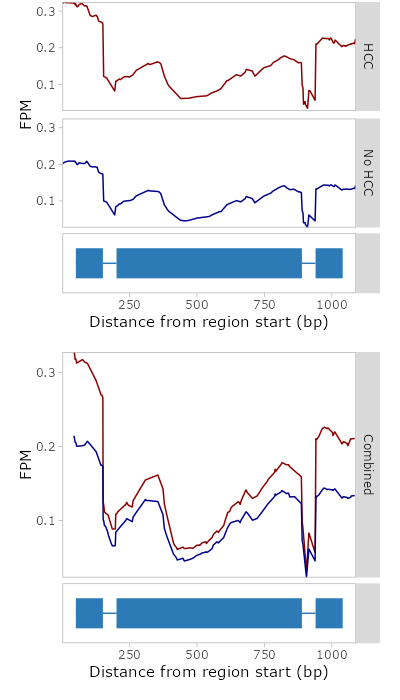 0.3
0.2
0.1
HCC
FPM
0.3
0.2
0.1
No HCC
250 500 750 1000
Distance from region start (bp)
0.3
0.2
0.1
FPM
Combined
250 500 750 1000
Distance from region start (bp)